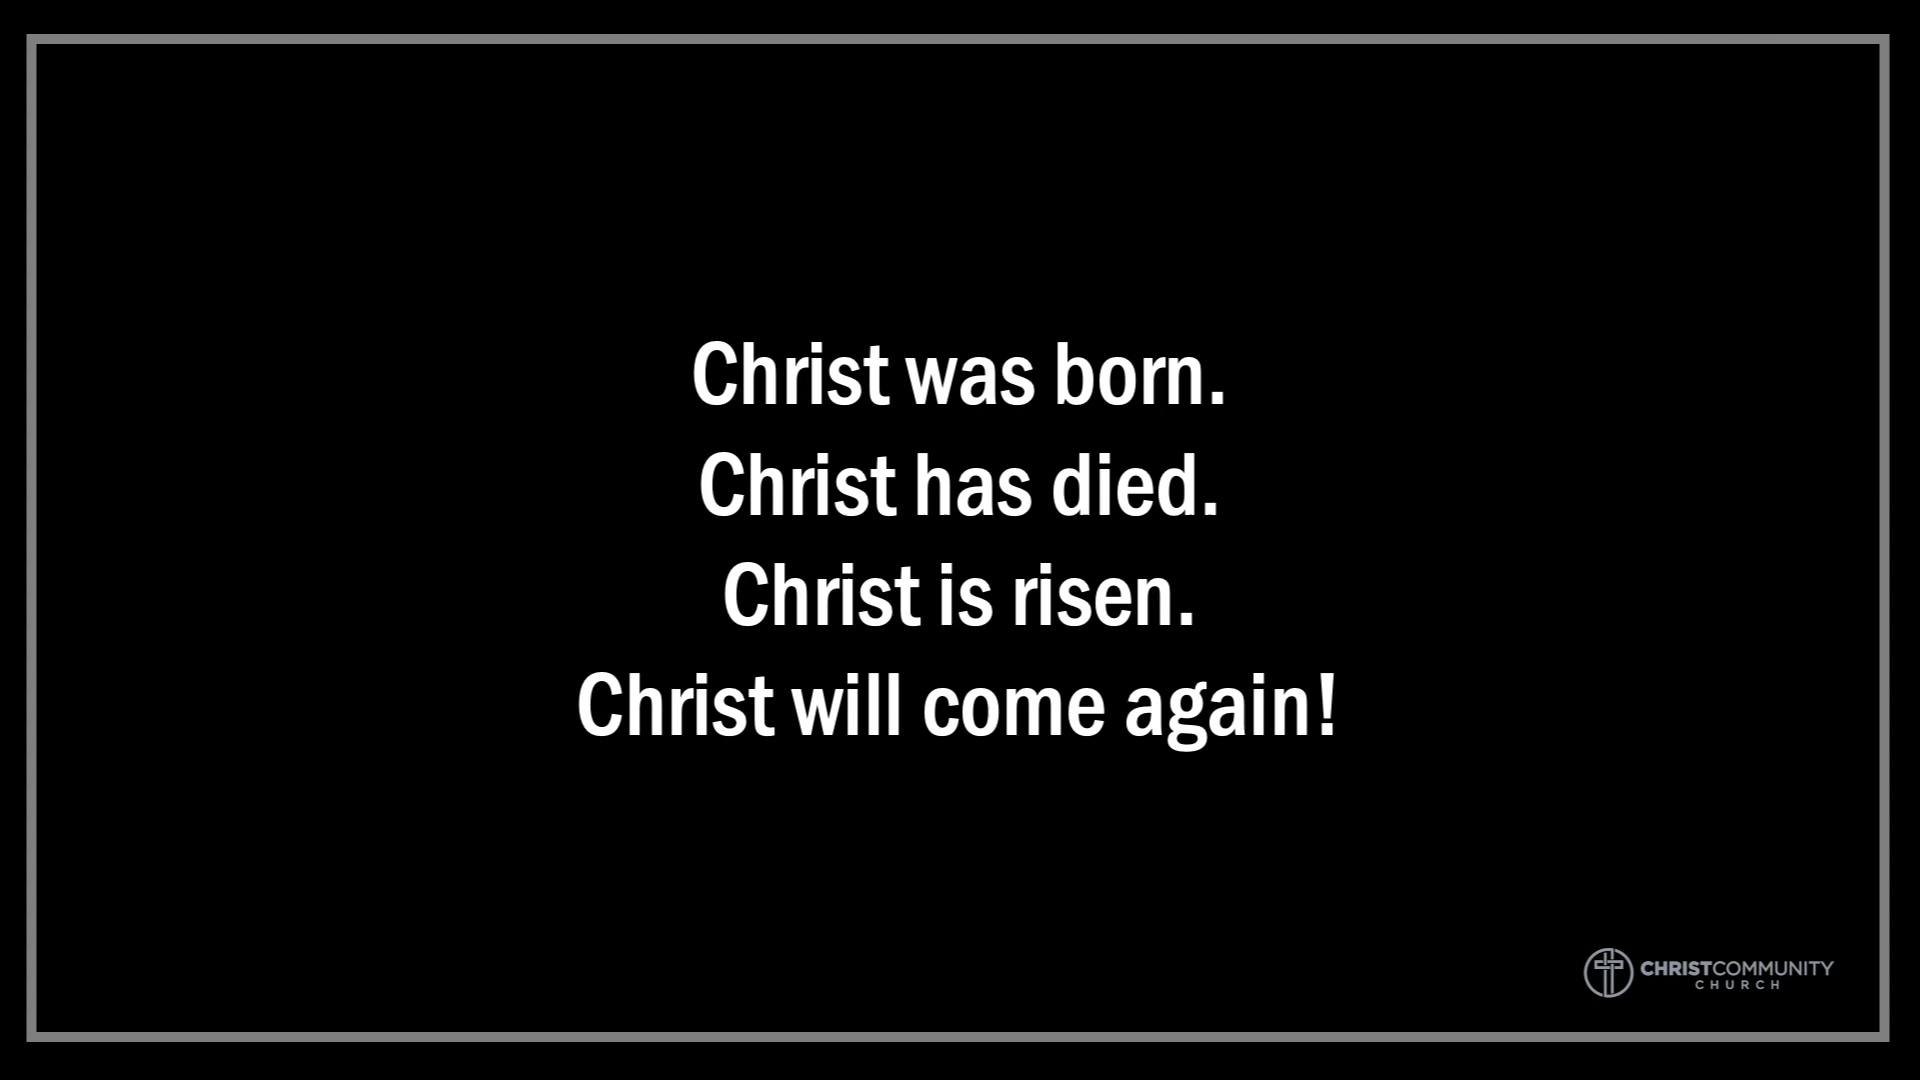 Christ was born.
Christ has died.
Christ is risen.
Christ will come again!
CHRISTCOMMUNITY
CHURCH